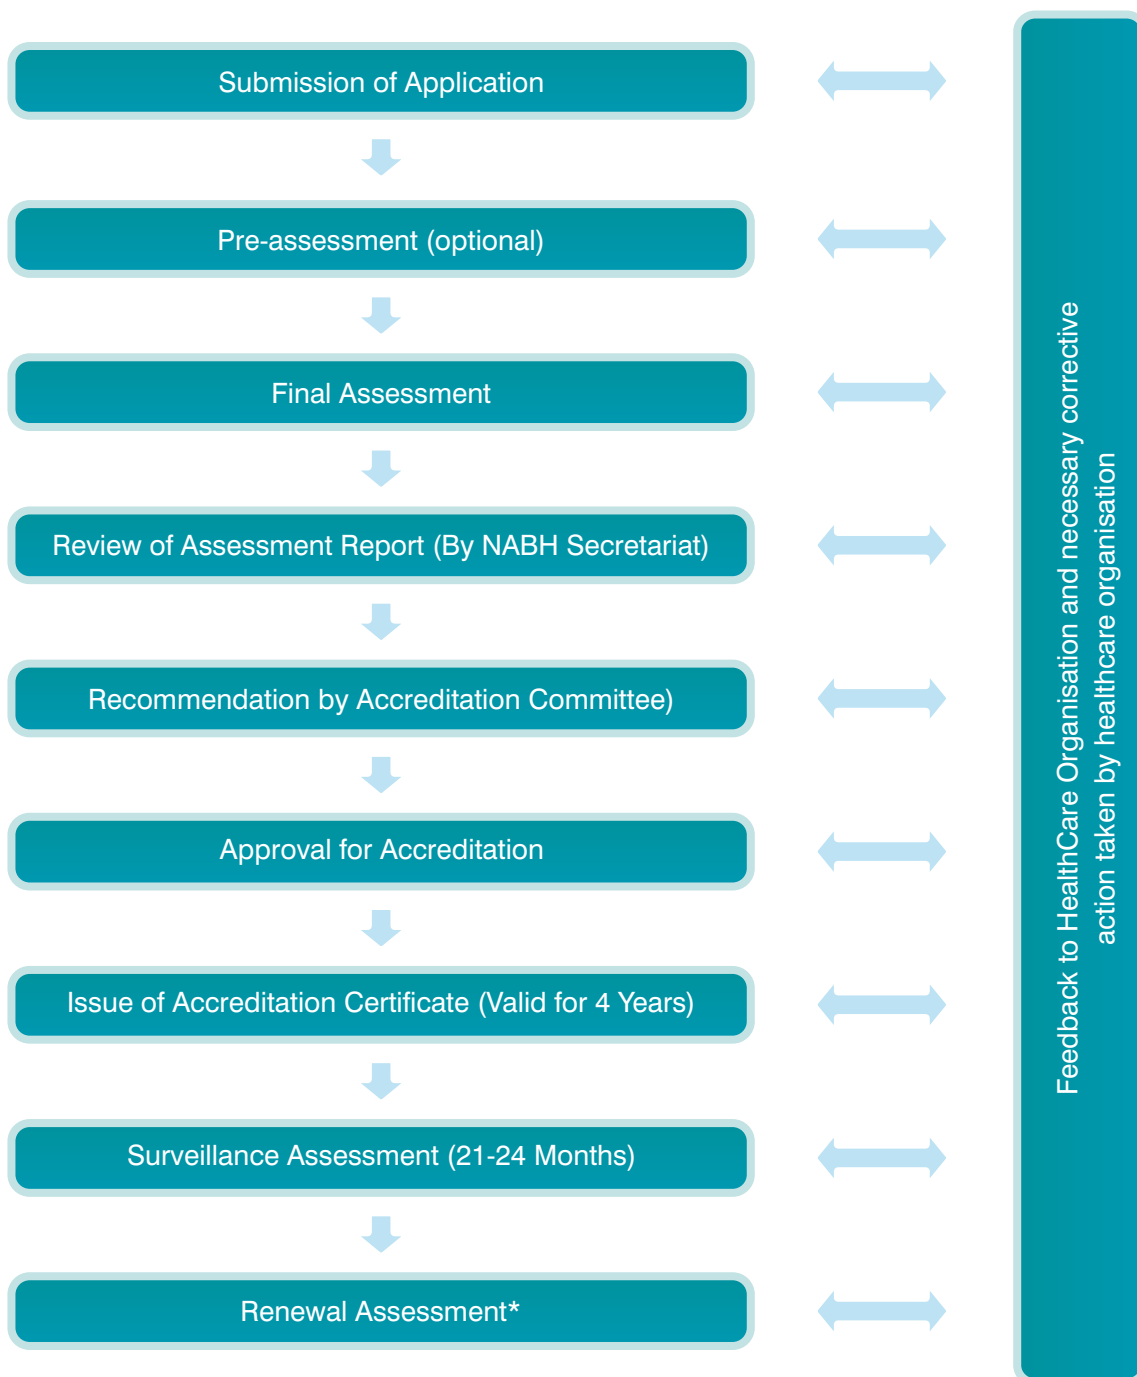 Submission of Application
Pre-assessment (optional)
Final Assessment
Review of Assessment Report (By NABH Secretariat)
Recommendation by Accreditation Committee)
Approval for Accreditation
Issue of Accreditation Certificate (Valid for 4 Years)
Surveillance Assessment (21-24 Months)
Renewal Assessment*
Feedback to HealthCare Organisation and necessary corrective
action taken by healthcare organisation